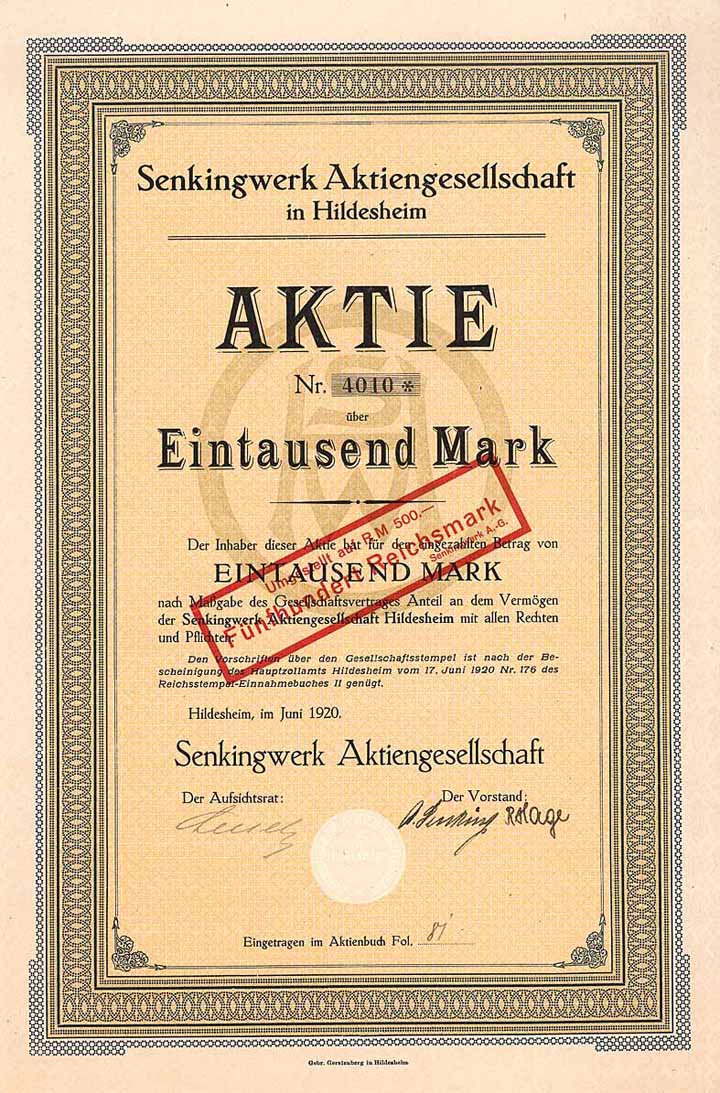 Senkingwerk Aktiengesellschaft
in Hildesheim
AKTIE
Nr. 4010 *
über
Eintausend Mark
Umgestellt auf RM 500,—
Fünfhundert Reichsmark
Senkingwerk A.-G.
Der Inhaber dieser Aktie hat für den eingezahlten Betrag von
EINTAUSEND MARK
nach Maßgabe des Gesellschaftsvertrages Anteil an dem Vermögen
der Senkingwerk Aktiengesellschaft Hildesheim mit allen Rechten
und Pflichten.
Den Vorschriften über den Gesellschaftsstempel ist nach der Be-
scheinigung des Hauptzollamts Hildesheim vom 17. Juni 1920 Nr. 176 des
Reichsstempel-Einnahmebuches II genügt.
Hildesheim, im Juni 1920.
Senkingwerk Aktiengesellschaft
Der Aufsichtsrat:
Der Vorstand:
Senking
Eingetragen im Aktienbuch Fol. 81
Gebr. Gerstenberg in Hildesheim